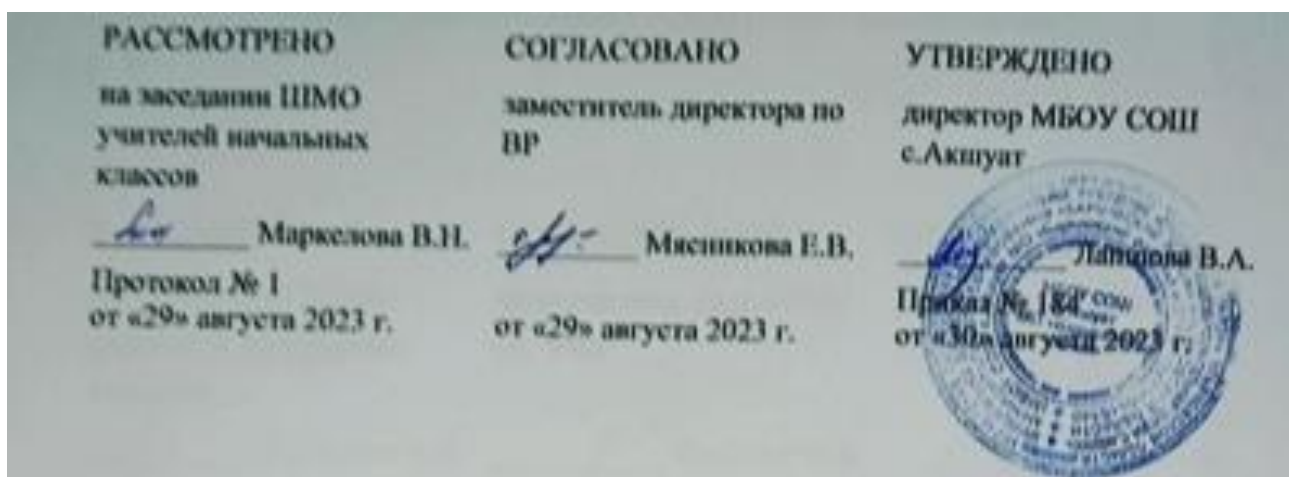 РАССМОТРЕНО
на заседании ШМО
учителей начальных
классов
Маркелова В.Н.
Протокол № 1
от «29» августа 2023 г.
СОГЛАСОВАНО
заместитель директора по
ВР
Мясникова Е.В.
от «29» августа 2023 г.
УТВЕРЖДЕНО
директор МБОУ СОШ
с.Акшуат
В.А.
Приказ №
от «30» августа 2023 г.